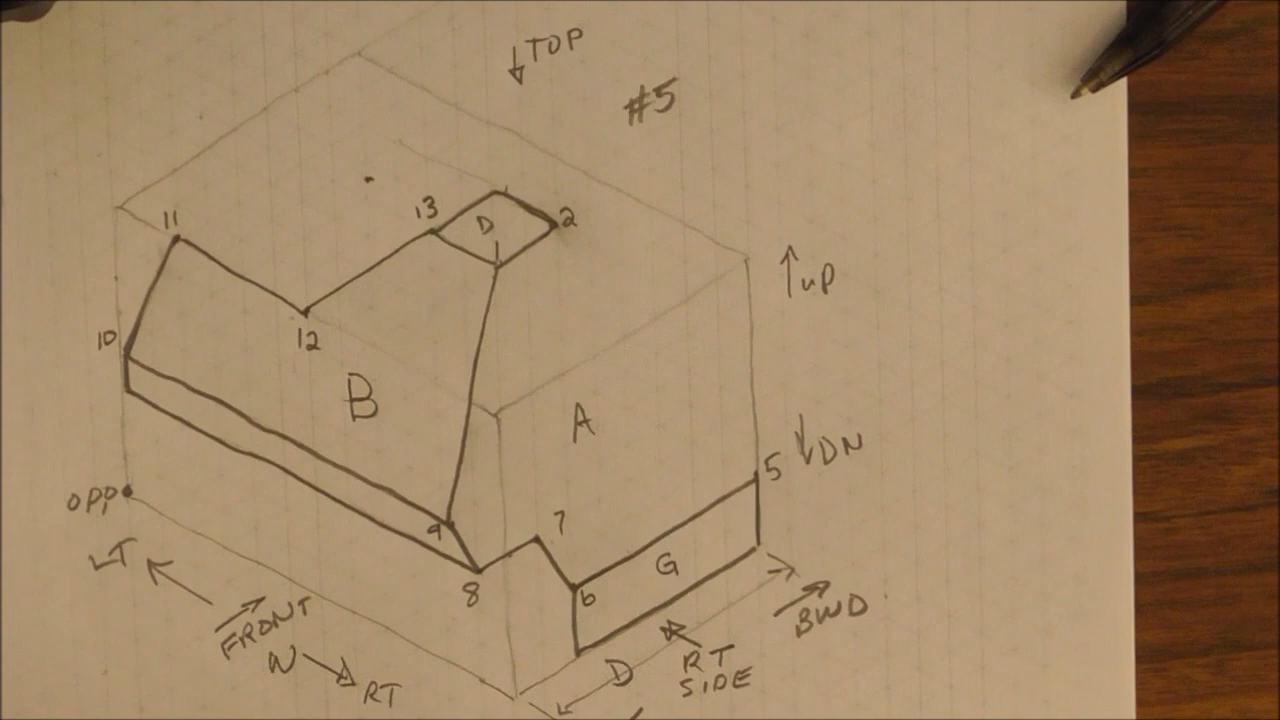 ↓ TOP
#5
11
13
D
1
2
10
12
B
A
↑ UP
↓ DN
5
OPP
9
7
8
6
G
LT
FRONT
W → RT
D
RT
SIDE
BWD